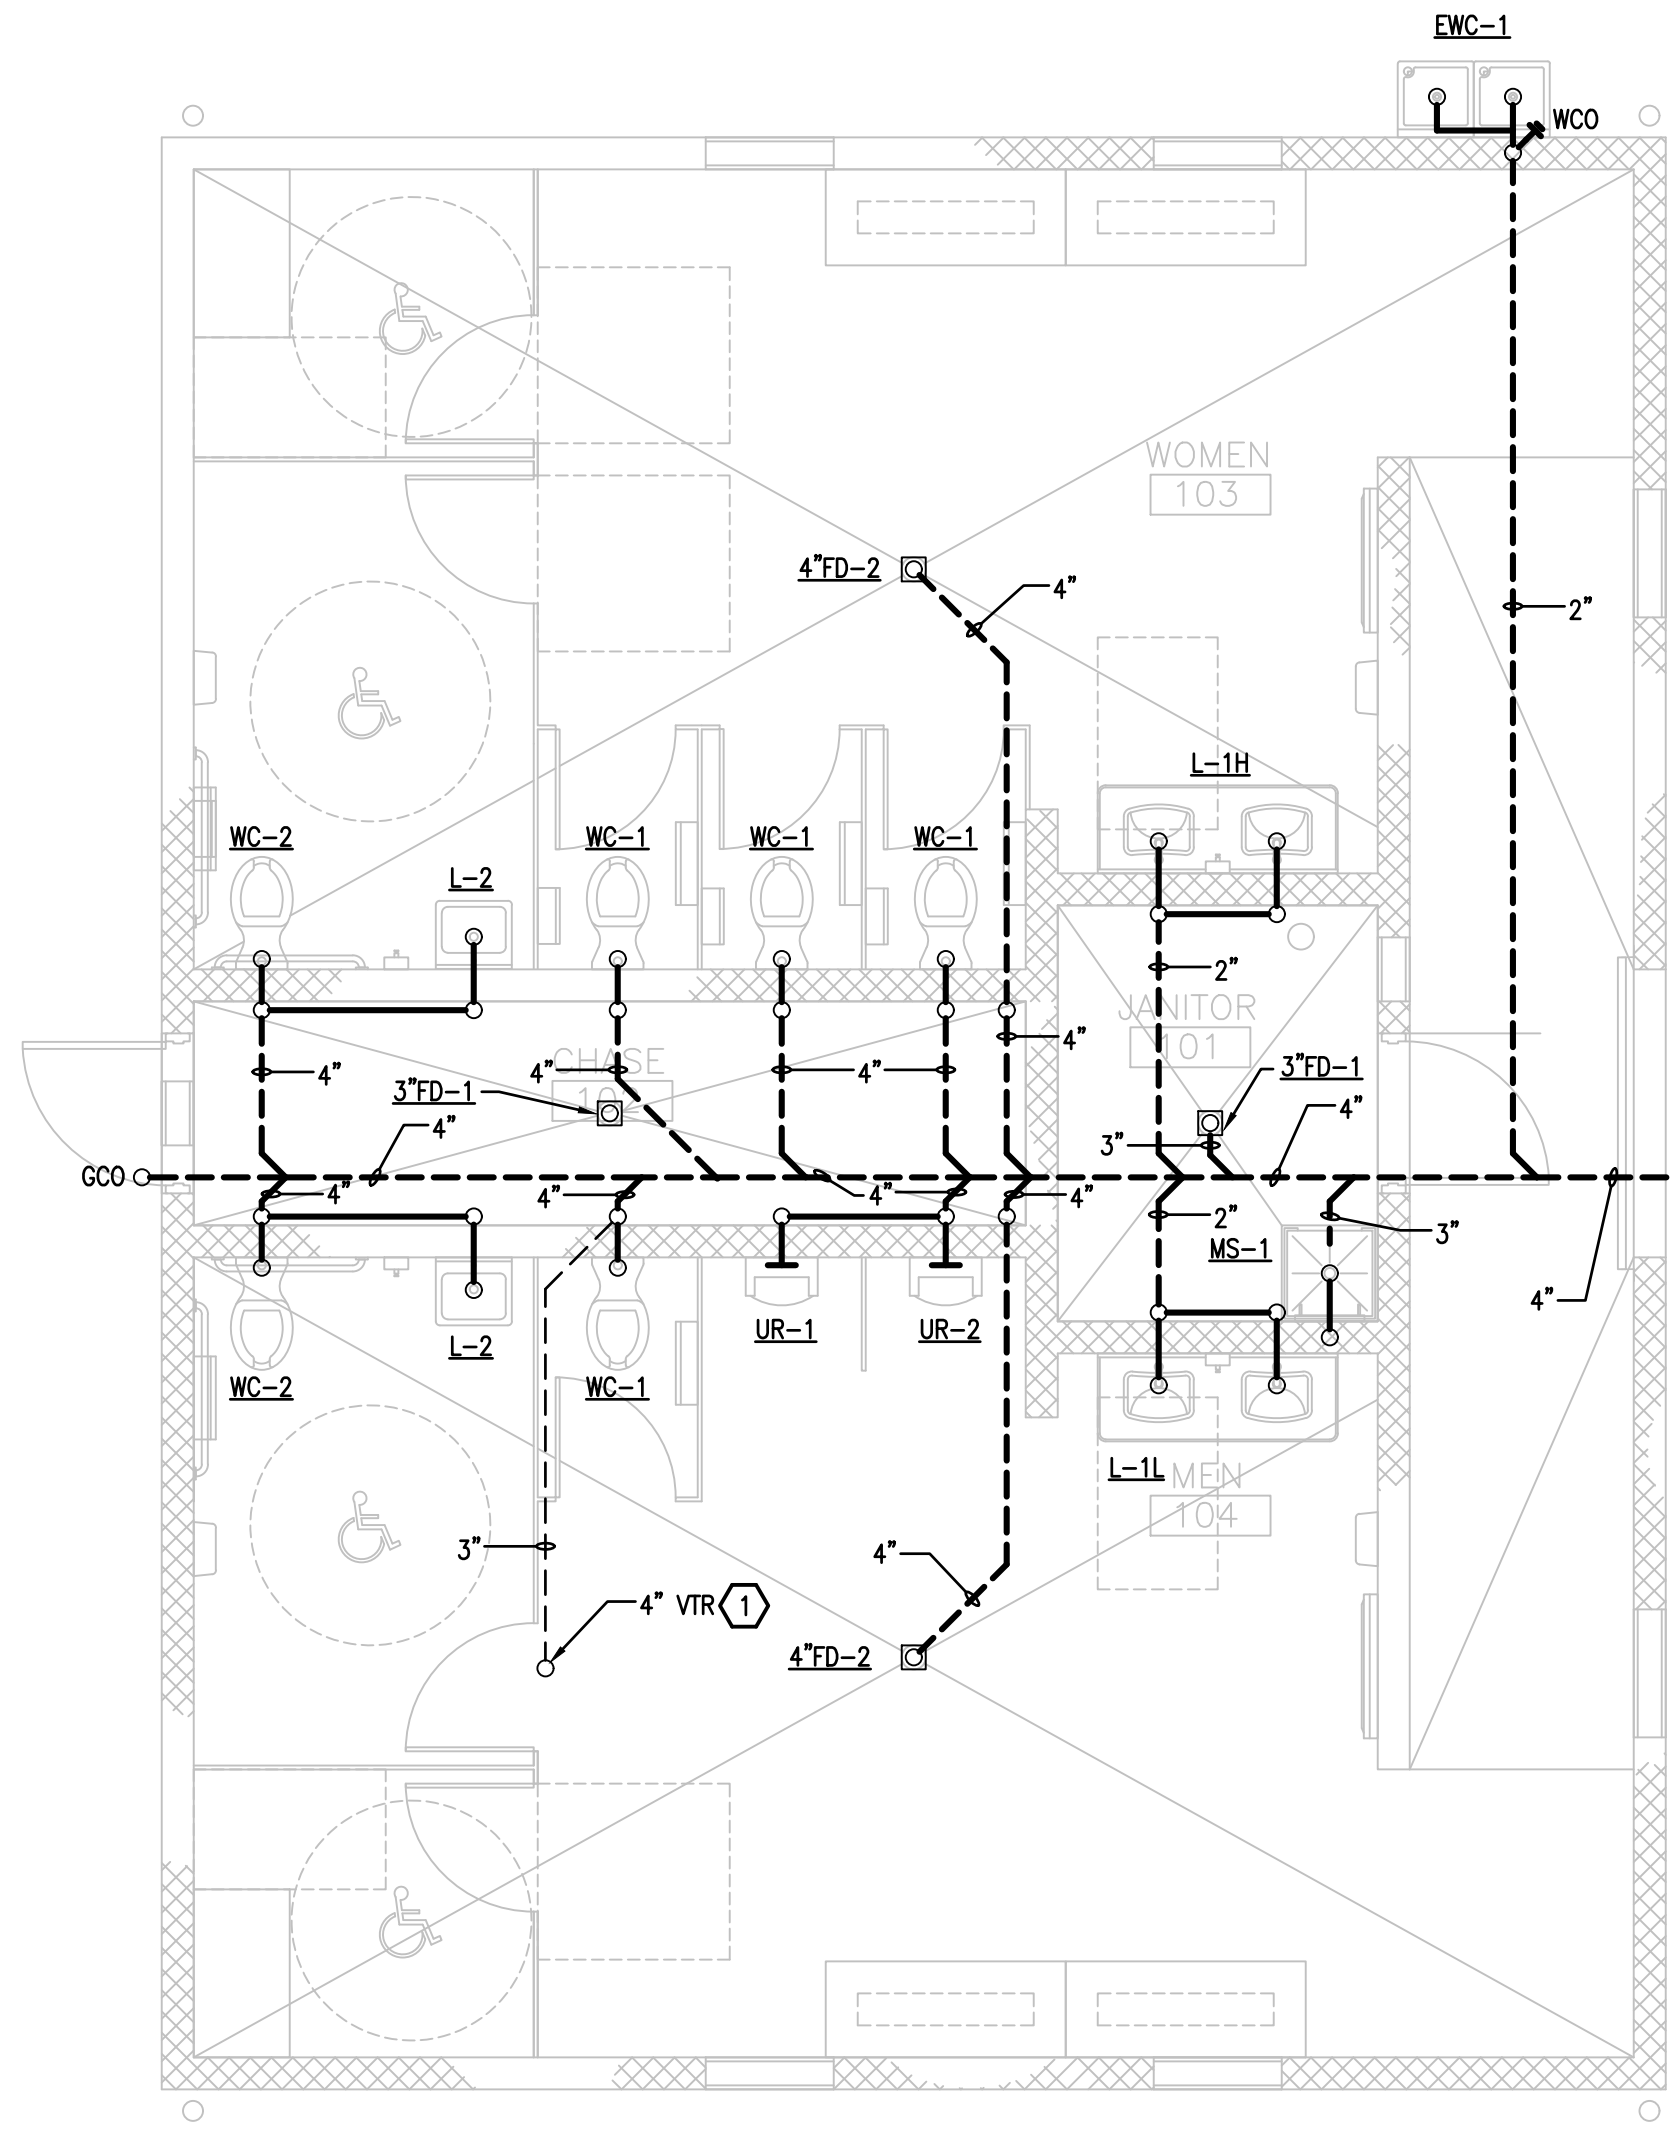 EWC-1
WCO
WOMEN
103
4"FD-2
4"
2"
L-1H
WC-2
WC-1
WC-1
WC-1
L-2
2"
JANITOR
101
4"
CHASE
4"
4"
4"
3"FD-1
3"FD-1
4"
4"
3"
GCO
4"
4"
4"
4"
2"
3"
MS-1
4"
UR-1
UR-2
L-2
WC-2
WC-1
L-1L
MEN
104
3"
4"
4" VTR 1
4"FD-2